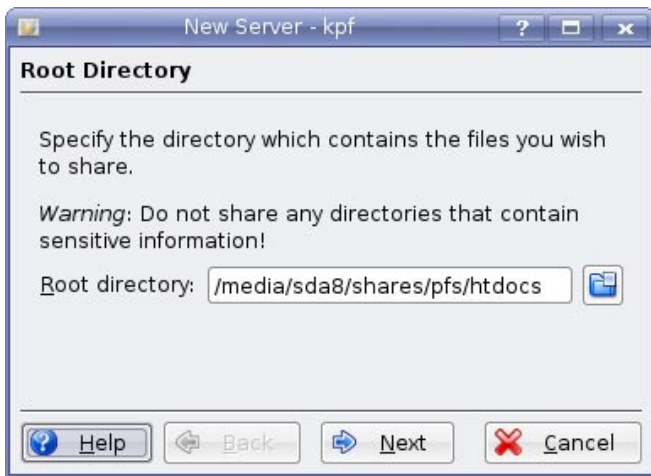 New Server - kpf
?
Root Directory
Specify the directory which contains the files you wish
to share.
Warning: Do not share any directories that contain
sensitive information!
Root directory: /media/sda8/shares/pfs/htdocs
? Help Back Next Cancel